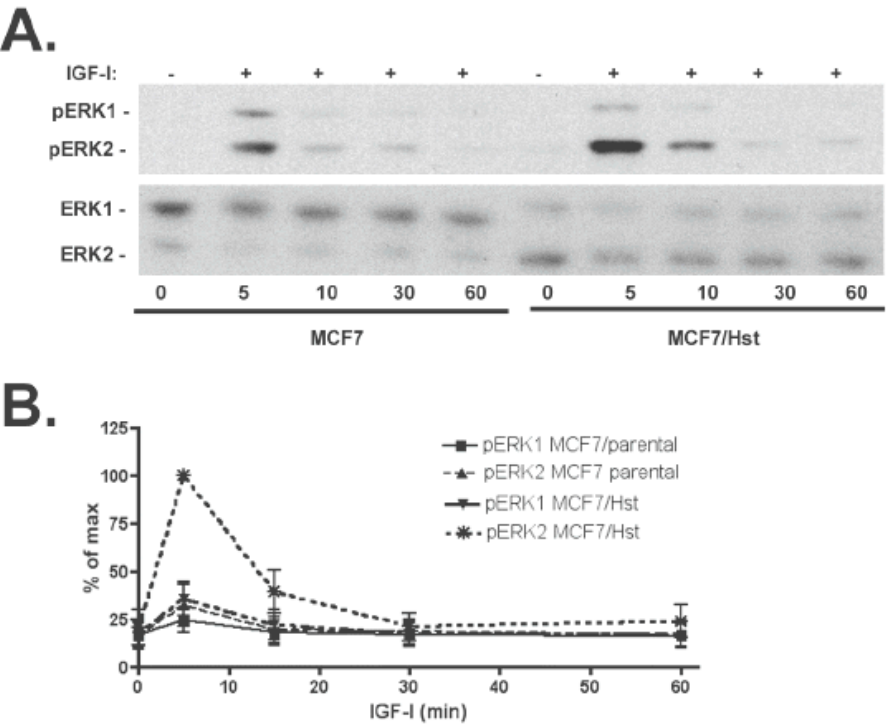 A.
IGF-I: - + + + + - + + + +
pERK1 -
pERK2 -
ERK1 -
ERK2 -
0 5 10 30 60 0 5 10 30 60
MCF7 MCF7/Hst
B.
125
100
75
50
25
0
% of max
pERK1 MCF7/parental
pERK2 MCF7 parental
pERK1 MCF7/Hst
pERK2 MCF7/Hst
0 10 20 30 40 50 60
IGF-I (min)